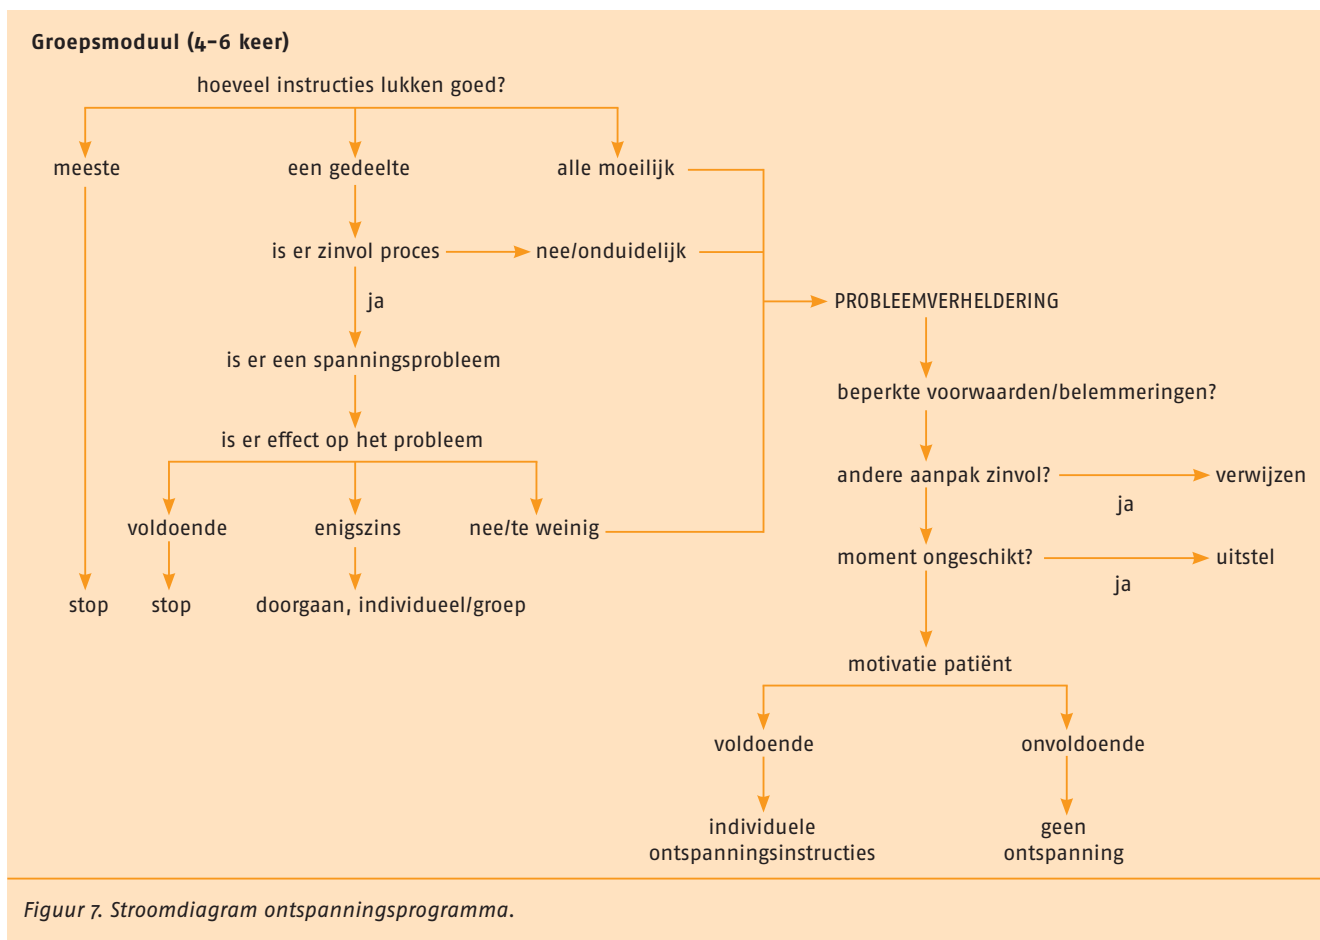 Groepsmoduul (4-6 keer)
hoeveel instructies lukken goed?
meeste
een gedeelte
alle moeilijk
is er zinvol proces
nee/onduidelijk
ja
PROBLEEMVERHELDERING
is er een spanningsprobleem
beperkte voorwaarden/belemmeringen?
is er effect op het probleem
andere aanpak zinvol?
verwijzen
ja
voldoende
enigszins
nee/te weinig
moment ongeschikt?
uitstel
ja
stop
stop
doorgaan, individueel/groep
motivatie patiënt
voldoende
onvoldoende
individuele
ontspanningsinstructies
geen
ontspanning
Figuur 7. Stroomdiagram ontspanningsprogramma.